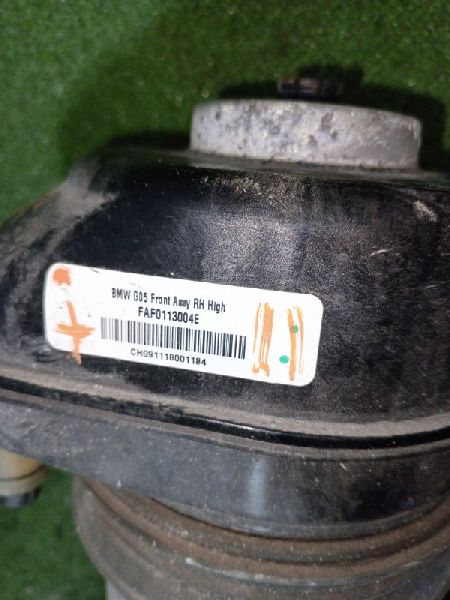 BMW G05 Front Assy RH High
FAF0113004E
CH091118001184